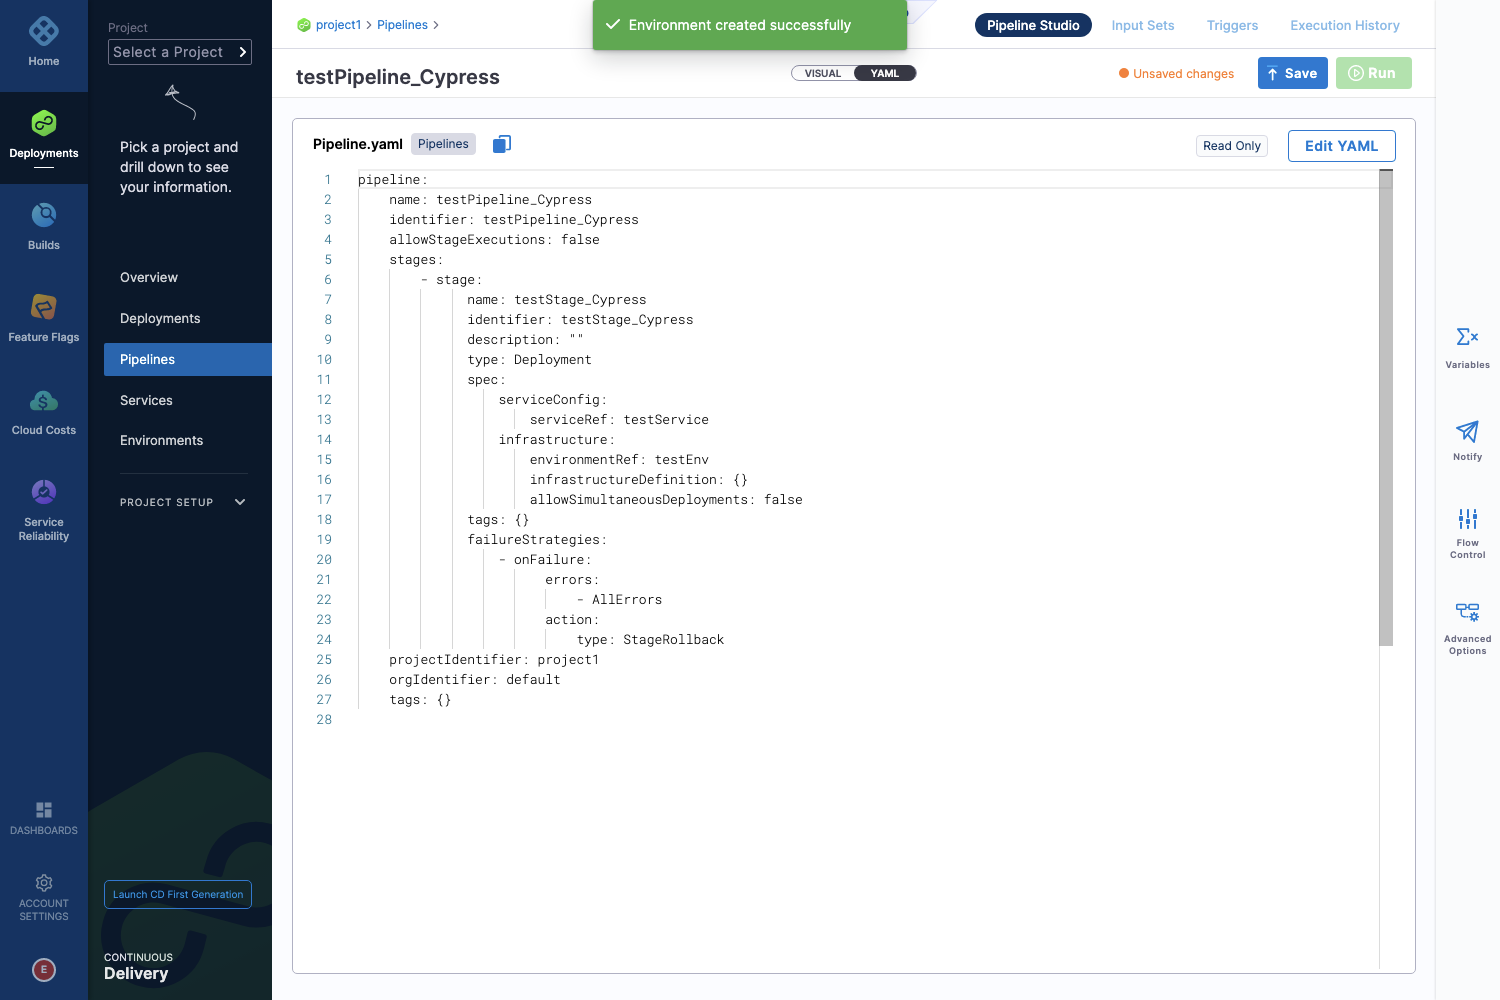 Home
Deployments
Builds
Feature Flags
Cloud Costs
Service
Reliability
DASHBOARDS
ACCOUNT
SETTINGS
E
Project
Select a Project
Pick a project and
drill down to see
your information.
Overview
Deployments
Pipelines
Services
Environments
PROJECT SETUP
Launch CD First Generation
CONTINUOUS
Delivery
project1 > Pipelines >
Environment created successfully
Pipeline Studio
Input Sets
Triggers
Execution History
testPipeline_Cypress
VISUAL
YAML
Unsaved changes
Save
Run
Pipeline.yaml
Pipelines
Read Only
Edit YAML
1 pipeline:
2 name: testPipeline_Cypress
3 identifier: testPipeline_Cypress
4 allowStageExecutions: false
5 stages:
6 - stage:
7 name: testStage_Cypress
8 identifier: testStage_Cypress
9 description: ""
10 type: Deployment
11 spec:
12 serviceConfig:
13 serviceRef: testService
14 infrastructure:
15 environmentRef: testEnv
16 infrastructureDefinition: {}
17 allowSimultaneousDeployments: false
18 tags: {}
19 failureStrategies:
20 - onFailure:
21 errors:
22 - AllErrors
23 action:
24 type: StageRollback
25 projectIdentifier: project1
26 orgIdentifier: default
27 tags: {}
28
Variables
Notify
Flow
Control
Advanced
Options